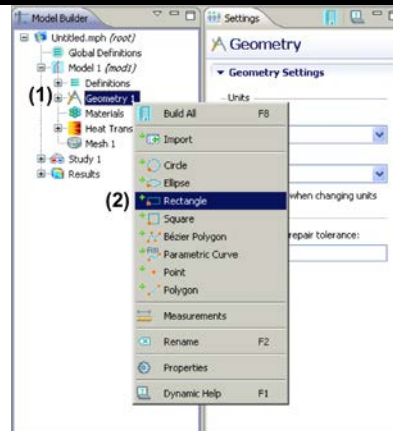 Model Builder
Untitled.mph (root)
Global Definitions
Model 1 (mod1)
Definitions
(1) Geometry 1
Materials
Heat Trans
Mesh 1
Study 1
Results
Settings
Geometry
Geometry Settings
Units
when changing units
repair tolerance:
Build All F8
Import
Circle
Ellipse
(2) Rectangle
Square
Bézier Polygon
Parametric Curve
Point
Polygon
Measurements
Rename F2
Properties
Dynamic Help F1